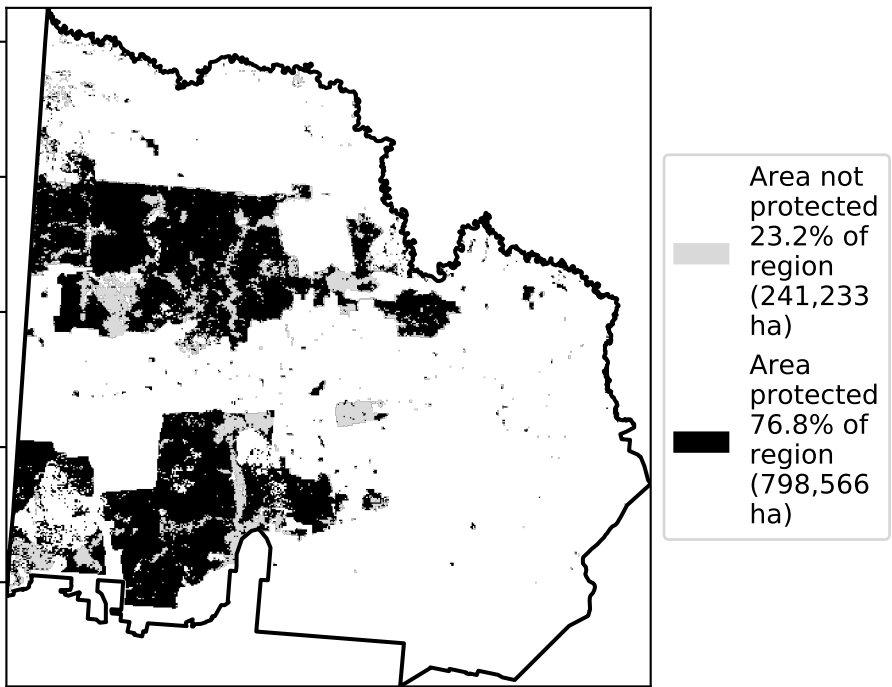 Area not
protected
23.2% of
region
(241,233
ha)
Area
protected
76.8% of
region
(798,566
ha)